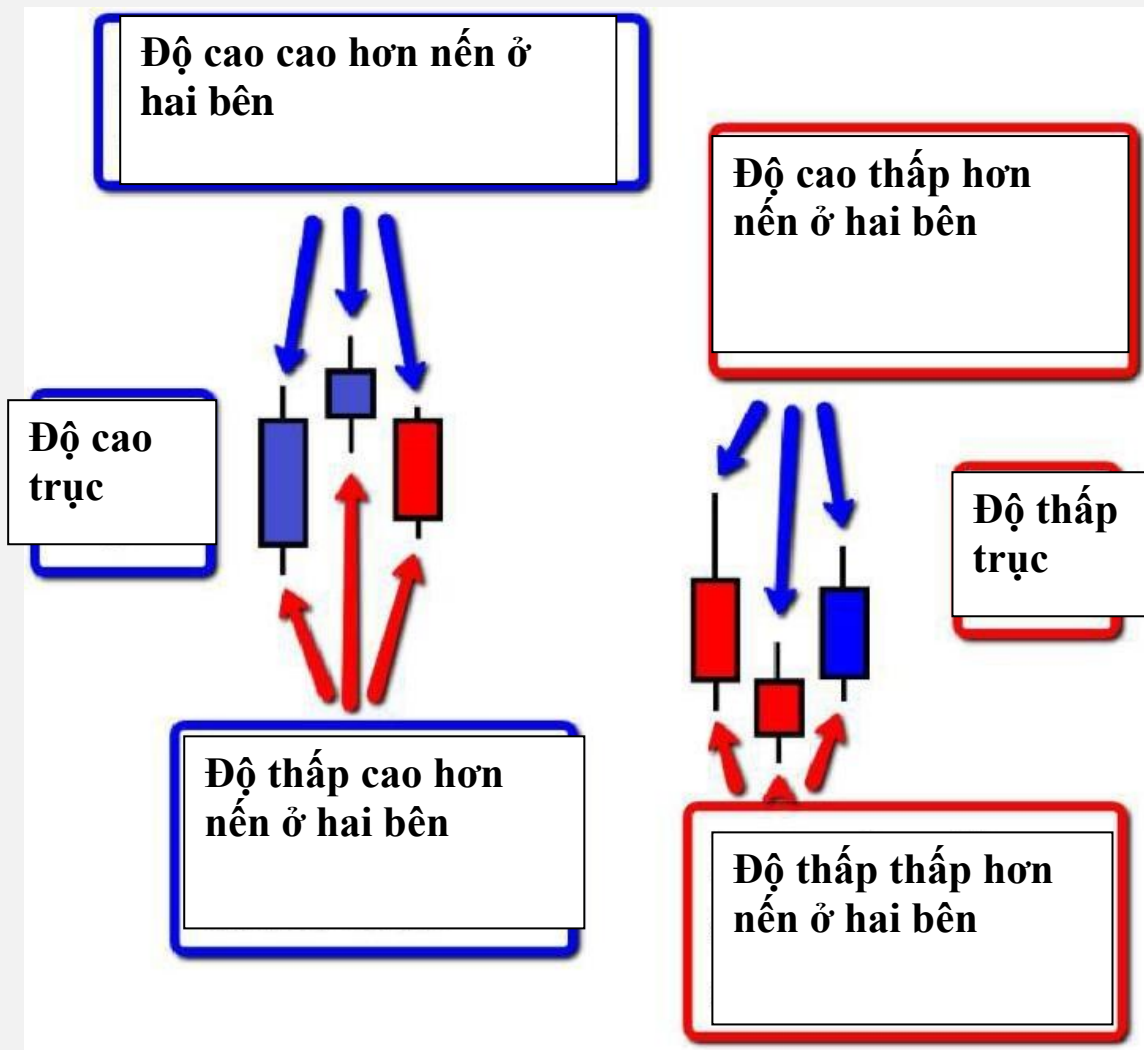 Độ cao cao hơn nến ở
hai bên
Độ cao thấp hơn
nến ở hai bên
Độ cao
trục
Độ thấp
trục
Độ thấp cao hơn
nến ở hai bên
Độ thấp thấp hơn
nến ở hai bên